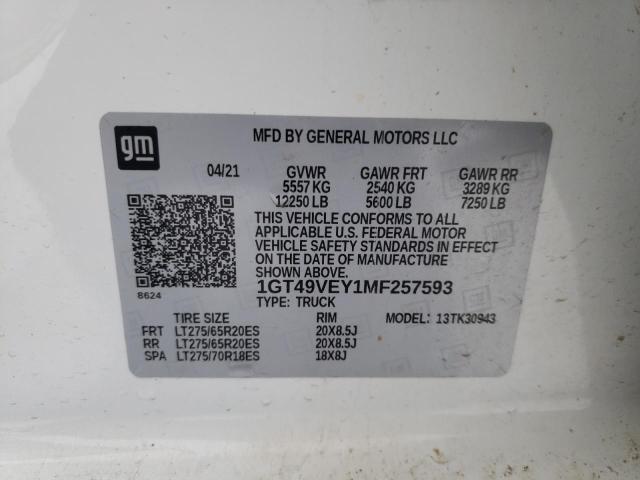 gm
MFD BY GENERAL MOTORS LLC
04/21 GVWR GAWR FRT GAWR RR
5557 KG 2540 KG 3289 KG
12250 LB 5600 LB 7250 LB
THIS VEHICLE CONFORMS TO ALL
APPLICABLE U.S. FEDERAL MOTOR
VEHICLE SAFETY STANDARDS IN EFFECT
ON THE DATE OF MANUFACTURE
SHOWN ABOVE.
8624
1GT49VEY1MF257593
TYPE: TRUCK
TIRE SIZE RIM MODEL: 13TK30943
FRT LT275/65R20ES 20X8.5J
RR LT275/65R20ES 20X8.5J
SPA LT275/70R18ES 18X8J